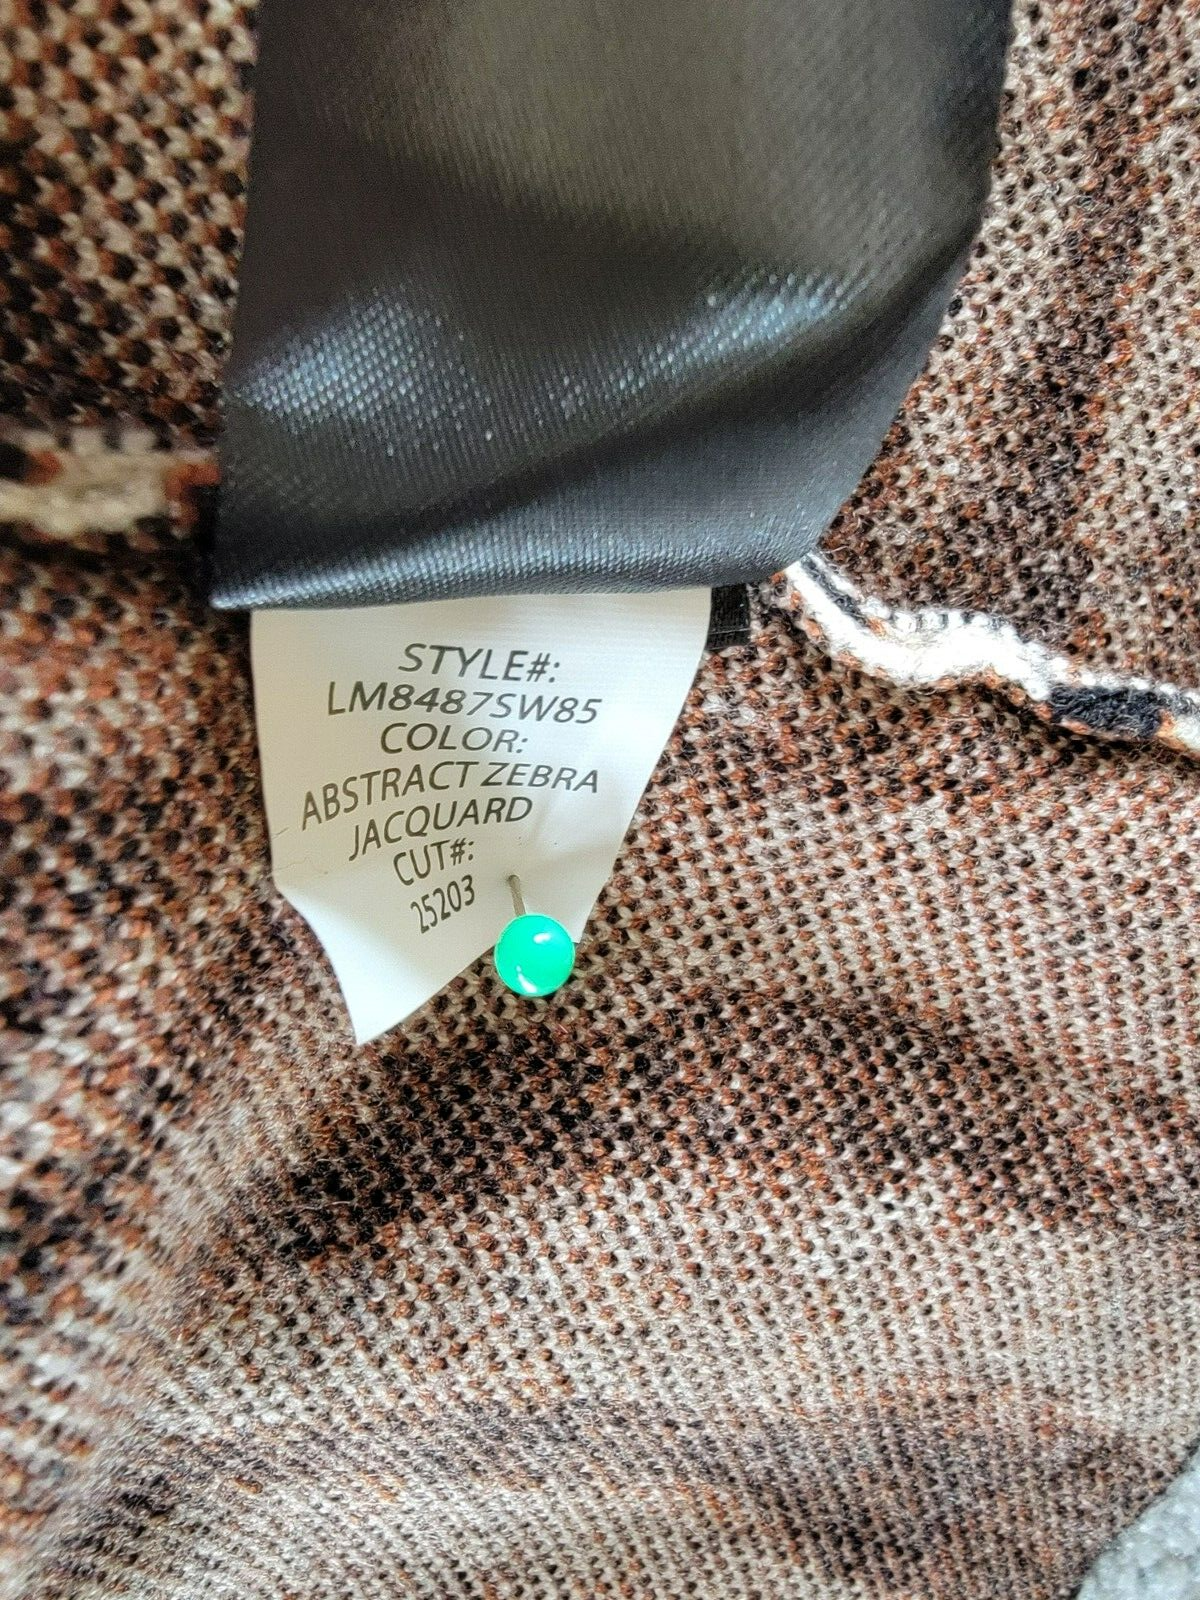 STYLE#:
LM8487SW85
COLOR:
ABSTRACT ZEBRA
JACQUARD
CUT#:
25203